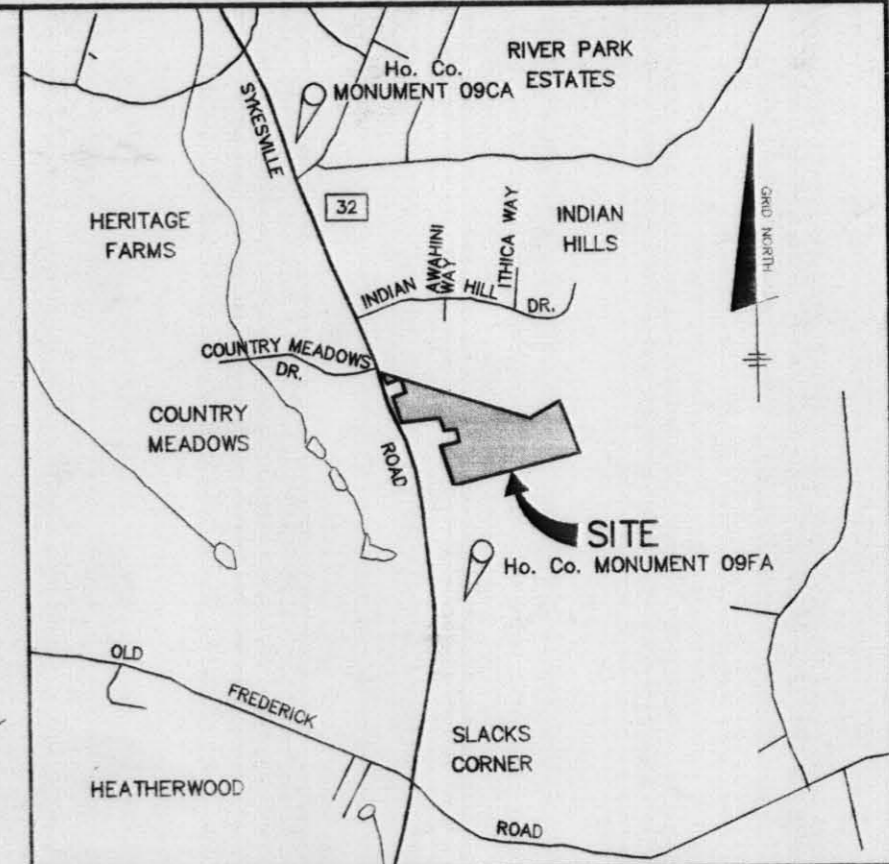 RIVER PARK
ESTATES
Ho. Co.
MONUMENT 09CA
SYKESVILLE
32
HERITAGE
FARMS
AWAHINI
WAY
ITHICA WAY
INDIAN
HILLS
GRID NORTH
INDIAN HILL DR.
COUNTRY MEADOWS
DR.
COUNTRY
MEADOWS
ROAD
SITE
Ho. Co. MONUMENT 09FA
OLD
FREDERICK
SLACKS
CORNER
HEATHERWOOD
ROAD